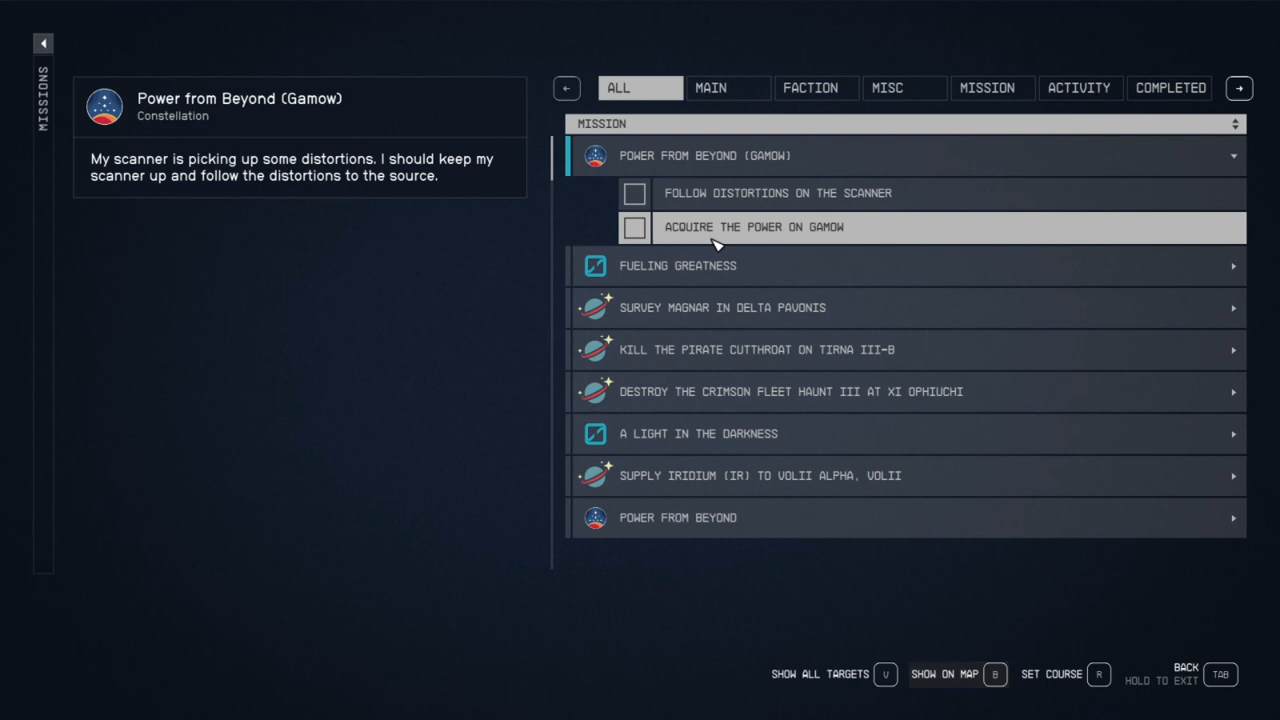 MISSIONS
Power from Beyond (Gamow)
Constellation
My scanner is picking up some distortions. I should keep my
scanner up and follow the distortions to the source.
ALL MAIN FACTION MISC MISSION ACTIVITY COMPLETED
MISSION
POWER FROM BEYOND (GAMOW)
FOLLOW DISTORTIONS ON THE SCANNER
ACQUIRE THE POWER ON GAMOW
FUELING GREATNESS
SURVEY MAGNAR IN DELTA PAVONIS
KILL THE PIRATE CUTTHROAT ON TIRNA III-B
DESTROY THE CRIMSON FLEET HAUNT III AT XI OPHIUCHI
A LIGHT IN THE DARKNESS
SUPPLY IRIDIUM (IR) TO VOLII ALPHA, VOLII
POWER FROM BEYOND
SHOW ALL TARGETS V SHOW ON MAP B SET COURSE R BACK TAB
HOLD TO EXIT